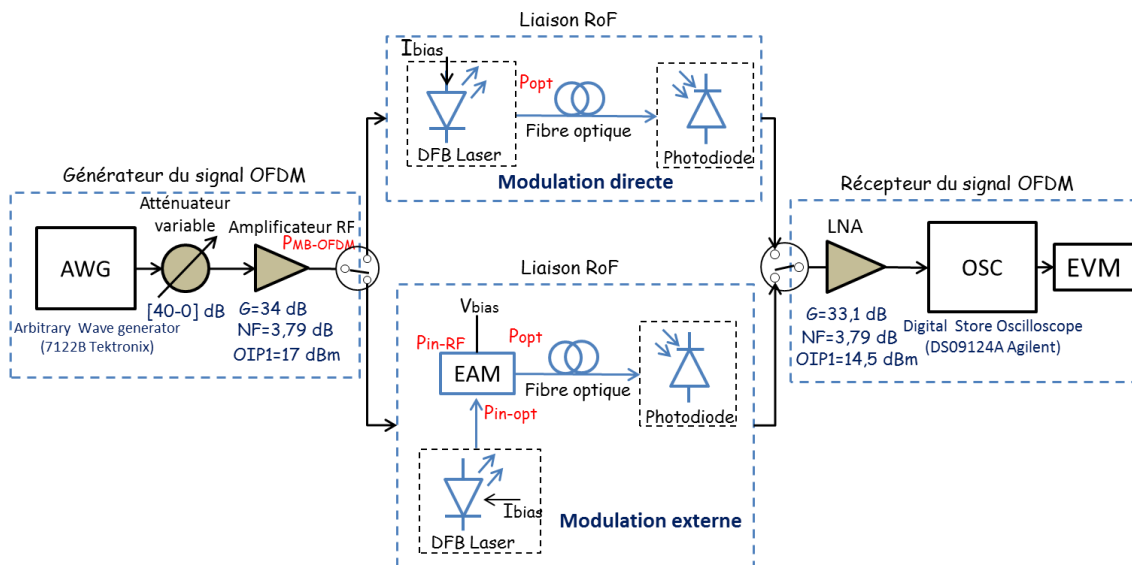 Liaison RoF
Ibias
Popt
Fibre optique
DFB Laser
Photodiode
Modulation directe
Générateur du signal OFDM
Atténuateur
variable
Amplificateur RF
PMB-OFDM
AWG
[40-0] dB
G=34 dB
NF=3,79 dB
OIP1=17 dBm
Arbitrary Wave generator
(7122B Tektronix)
Liaison RoF
Vbias
Pin-RF
Popt
EAM
Fibre optique
Pin-opt
Photodiode
Ibias
DFB Laser
Modulation externe
Récepteur du signal OFDM
LNA
OSC
EVM
G=33,1 dB
NF=3,79 dB
OIP1=14,5 dBm
Digital Store Oscilloscope
(DS09124A Agilent)